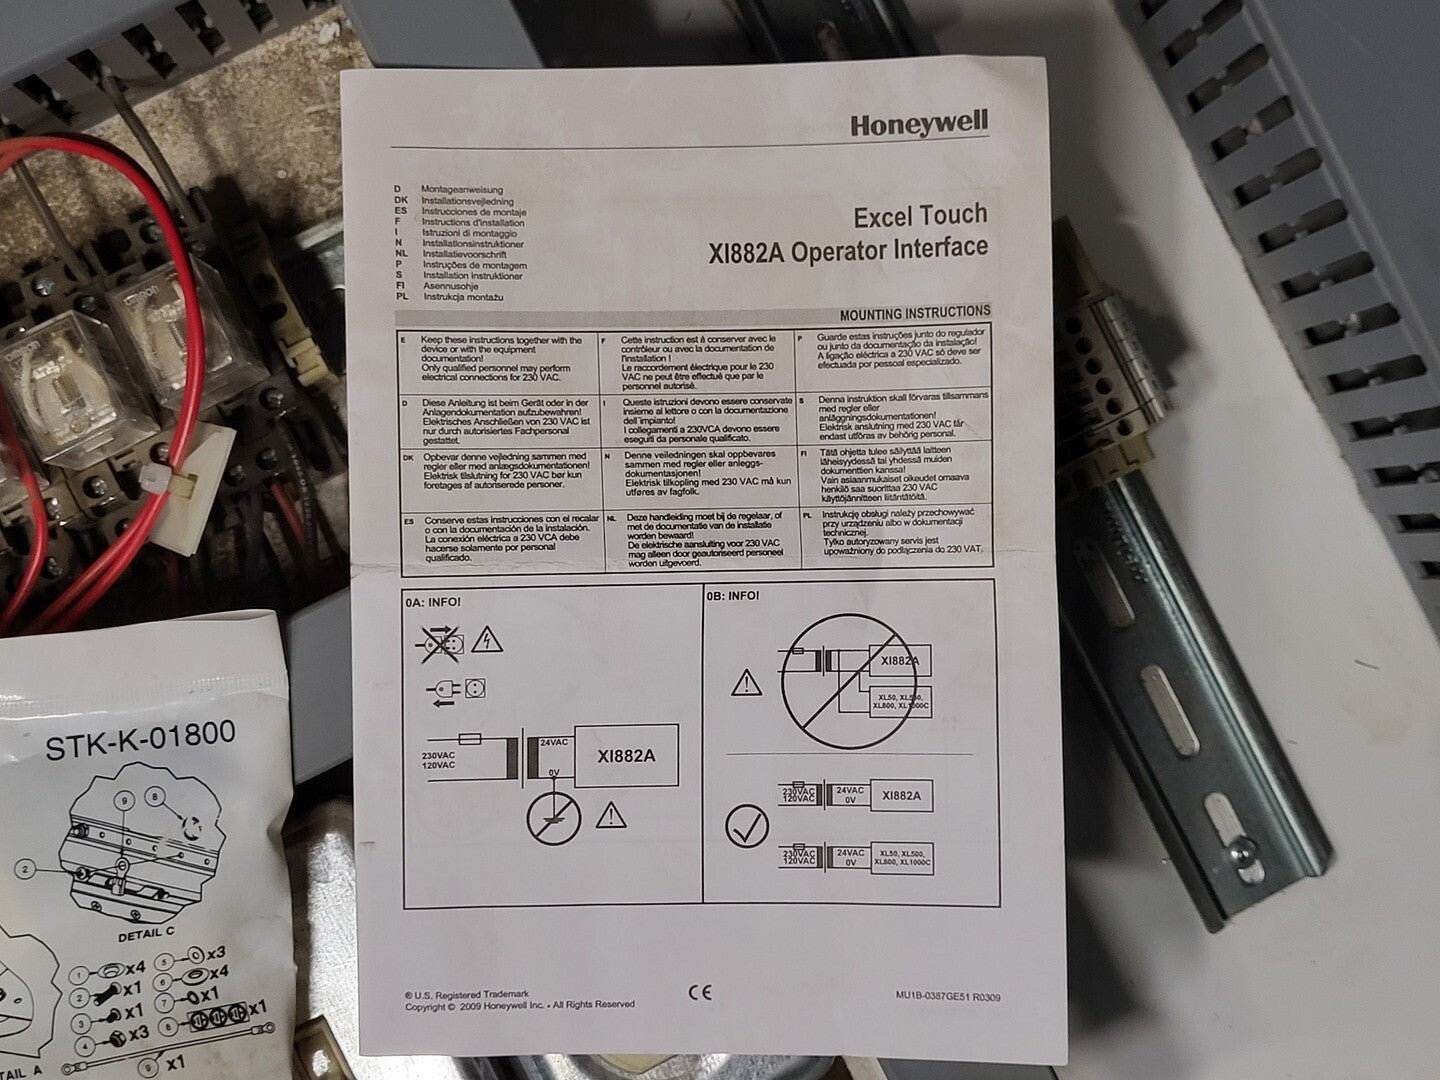 Honeywell
D Montageanweisung
DK Installationsvejledning
ES Instrucciones de montaje
F Instructions d'installation
I Istruzioni di montaggio
N Installationsinstruktioner
NL Installatievoorschrift
P Instruções de montagem
S Installation instruktioner
FI Asennusohje
PL Instrukcja montażu
Excel Touch
XI882A Operator Interface
MOUNTING INSTRUCTIONS
E Keep these instructions together with the
device or with the equipment
documentation!
Only qualified personnel may perform
electrical connections for 230 VAC.
F Cette instruction est à conserver avec le
contrôleur ou avec la documentation de
l'installation !
Le raccordement électrique pour le 230
VAC ne peut être effectué que par le
personnel autorisé.
P Guarde estas instruções junto do regulador
ou junto da documentação da instalação!
A ligação eléctrica a 230 VAC só deve ser
efectuada por pessoal especializado.
D Diese Anleitung ist beim Gerät oder in der
Anlagendokumentation aufzubewahren!
Elektrisches Anschließen von 230 VAC ist
nur durch autorisiertes Fachpersonal
gestattet.
I Queste istruzioni devono essere conservate
insieme al lettore o con la documentazione
dell'impianto!
I collegamenti a 230VCA devono essere
eseguiti da personale qualificato.
S Denna instruktion skall förvaras tillsammans
med regler eller
anläggningsdokumentationen!
Elektrisk anslutning med 230 VAC får
endast utföras av behörig personal.
DK Opbevar denne vejledning sammen med
regler eller med anlægsdokumentationen!
Elektrisk tilslutning for 230 VAC bør kun
foretages af autoriserede personer.
N Denne veiledningen skal oppbevares
sammen med regler eller anleggs-
dokumentasjonen!
Elektrisk tilkopling med 230 VAC må kun
utføres av fagfolk.
FI Tätä ohjetta tulee säilyttää laitteen
läheisyydessä tai yhdessä muiden
dokumenttien kanssa!
Vain asiaanmukaiset oikeudet omaava
henkilö saa suorittaa 230 VAC
käyttöjännitteen liitäntätöitä.
ES Conserve estas instrucciones con el recalar
o con la documentación de la instalación.
La conexión eléctrica a 230 VCA debe
hacerse solamente por personal
qualificado.
NL Deze handleiding moet bij de regelaar, of
met de documentatie van de installatie
worden bewaard!
De elektrische aansluiting voor 230 VAC
mag alleen door geautoriseerd personeel
worden uitgevoerd.
PL Instrukcję obsługi należy przechowywać
przy urządzeniu albo w dokumentacji
technicznej.
Tylko autoryzowany servis jest
upoważniony do podłączenia do 230 VAT.
0A: INFO!
230VAC
120VAC
24VAC
0V
XI882A
0B: INFO!
XI882A
XL50, XL500,
XL800, XL1000C
230VAC
120VAC
24VAC
0V
XI882A
230VAC
120VAC
24VAC
0V
XL50, XL500,
XL800, XL1000C
® U.S. Registered Trademark
Copyright © 2009 Honeywell Inc. • All Rights Reserved
CE
MU1B-0387GE51 R0309
STK-K-01800
9
8
2
DETAIL C
1 x4
2 x1
3 x1
4 x3
5 x3
6 x4
7 x1
8 x1
9 x1
TAIL A
omron